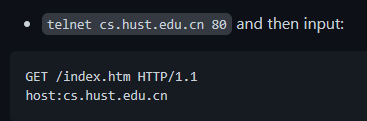 telnet cs.hust.edu.cn 80 and then input:
GET /index.htm HTTP/1.1
host:cs.hust.edu.cn